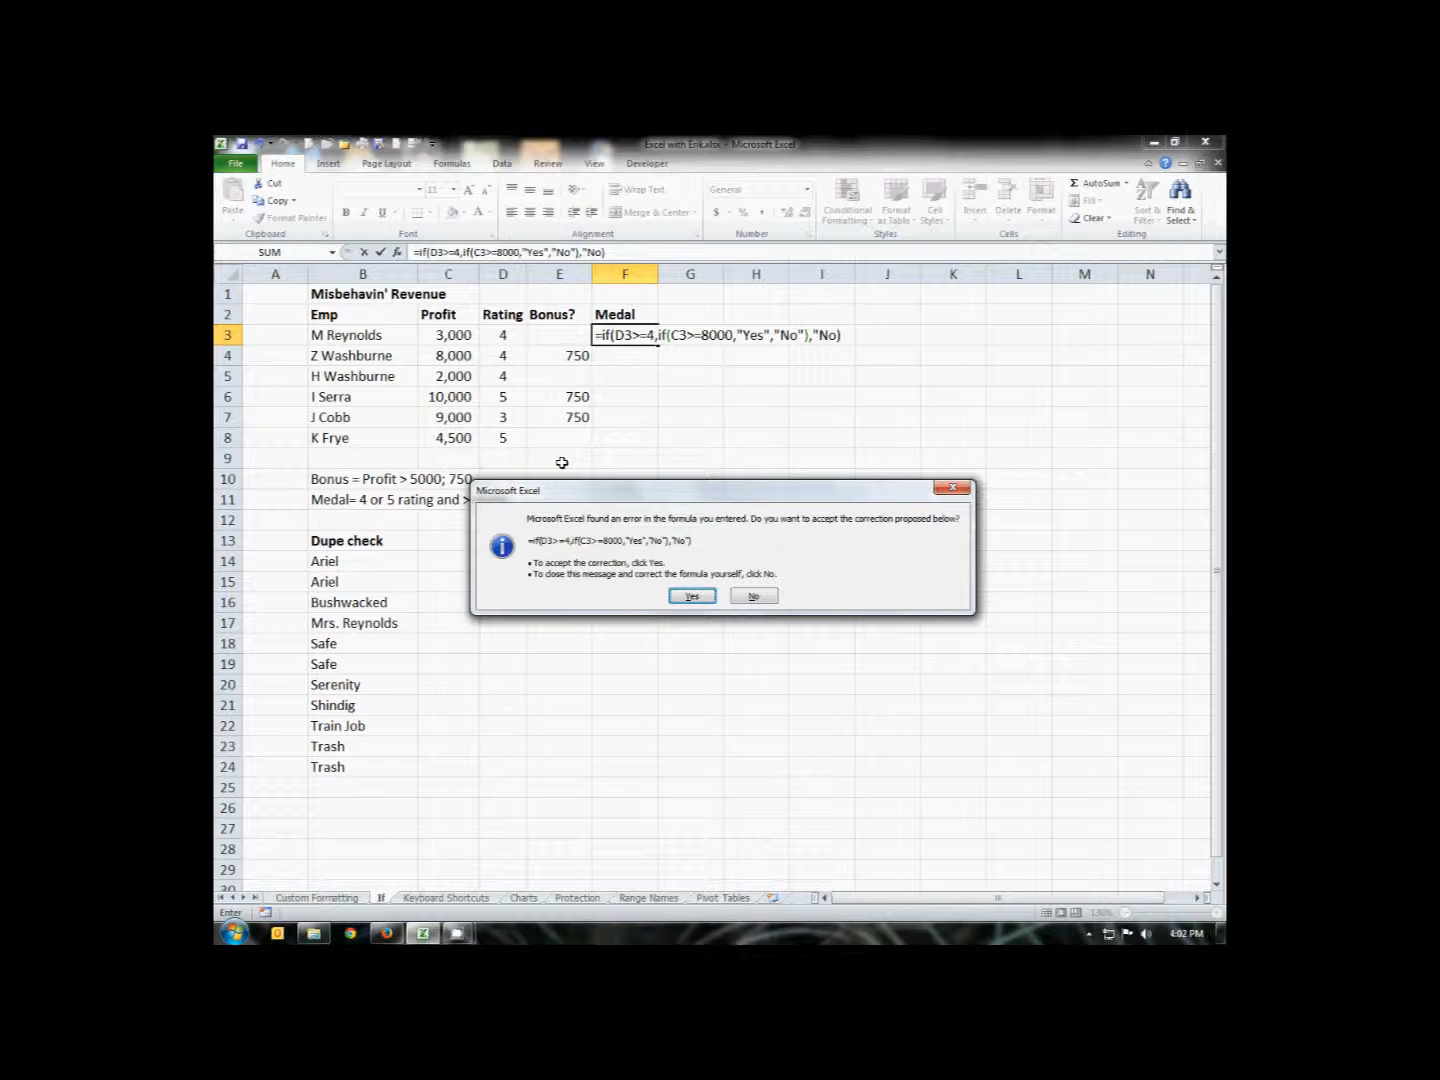 Excel with Erik.xlsx - Microsoft Excel
File Home Insert Page Layout Formulas Data Review View Developer
Cut
Copy
Format Painter
Paste
Clipboard
11
B I U
Font
Wrap Text
Merge & Center
Alignment
General
$ % ,
Number
Conditional Formatting
Format as Table
Cell Styles
Styles
Insert Delete Format
Cells
Σ AutoSum
Fill
Clear
Sort & Filter
Find & Select
Editing
SUM fx =if(D3>=4,if(C3>=8000,"Yes","No"),"No)
A B C D E F G H I J K L M N
1 Misbehavin' Revenue
2 Emp Profit Rating Bonus? Medal
3 M Reynolds 3,000 4 =if(D3>=4,if(C3>=8000,"Yes","No"),"No)
4 Z Washburne 8,000 4 750
5 H Washburne 2,000 4
6 I Serra 10,000 5 750
7 J Cobb 9,000 3 750
8 K Frye 4,500 5
9
10 Bonus = Profit > 5000; 750
11 Medal= 4 or 5 rating and >
12
13 Dupe check
14 Ariel
15 Ariel
16 Bushwacked
17 Mrs. Reynolds
18 Safe
19 Safe
20 Serenity
21 Shindig
22 Train Job
23 Trash
24 Trash
25
26
27
28
29
30
Microsoft Excel
Microsoft Excel found an error in the formula you entered. Do you want to accept the correction proposed below?
=if(D3>=4,if(C3>=8000,"Yes","No"),"No")
• To accept the correction, click Yes.
• To close this message and correct the formula yourself, click No.
Yes No
Custom Formatting If Keyboard Shortcuts Charts Protection Range Names Pivot Tables
Enter
130%
4:02 PM